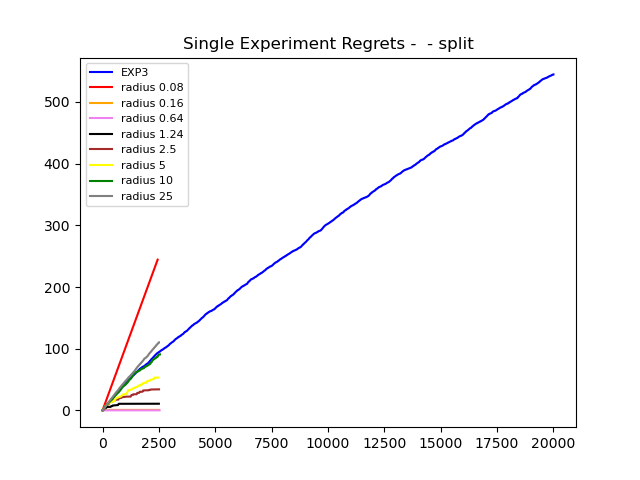 Single Experiment Regrets -  - split
EXP3
radius 0.08
radius 0.16
radius 0.64
radius 1.24
radius 2.5
radius 5
radius 10
radius 25
500
400
300
200
100
0
0 2500 5000 7500 10000 12500 15000 17500 20000